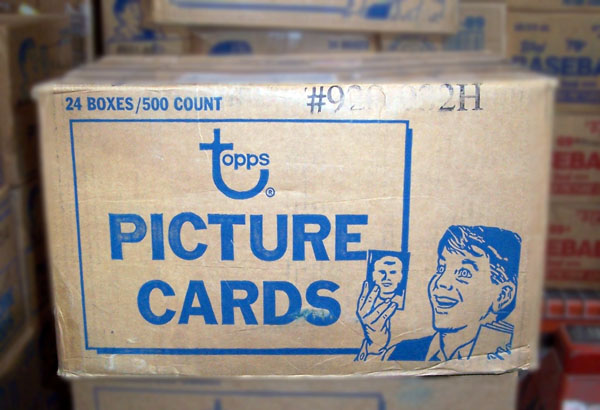 24 BOXES/500 COUNT
Topps®
PICTURE
CARDS